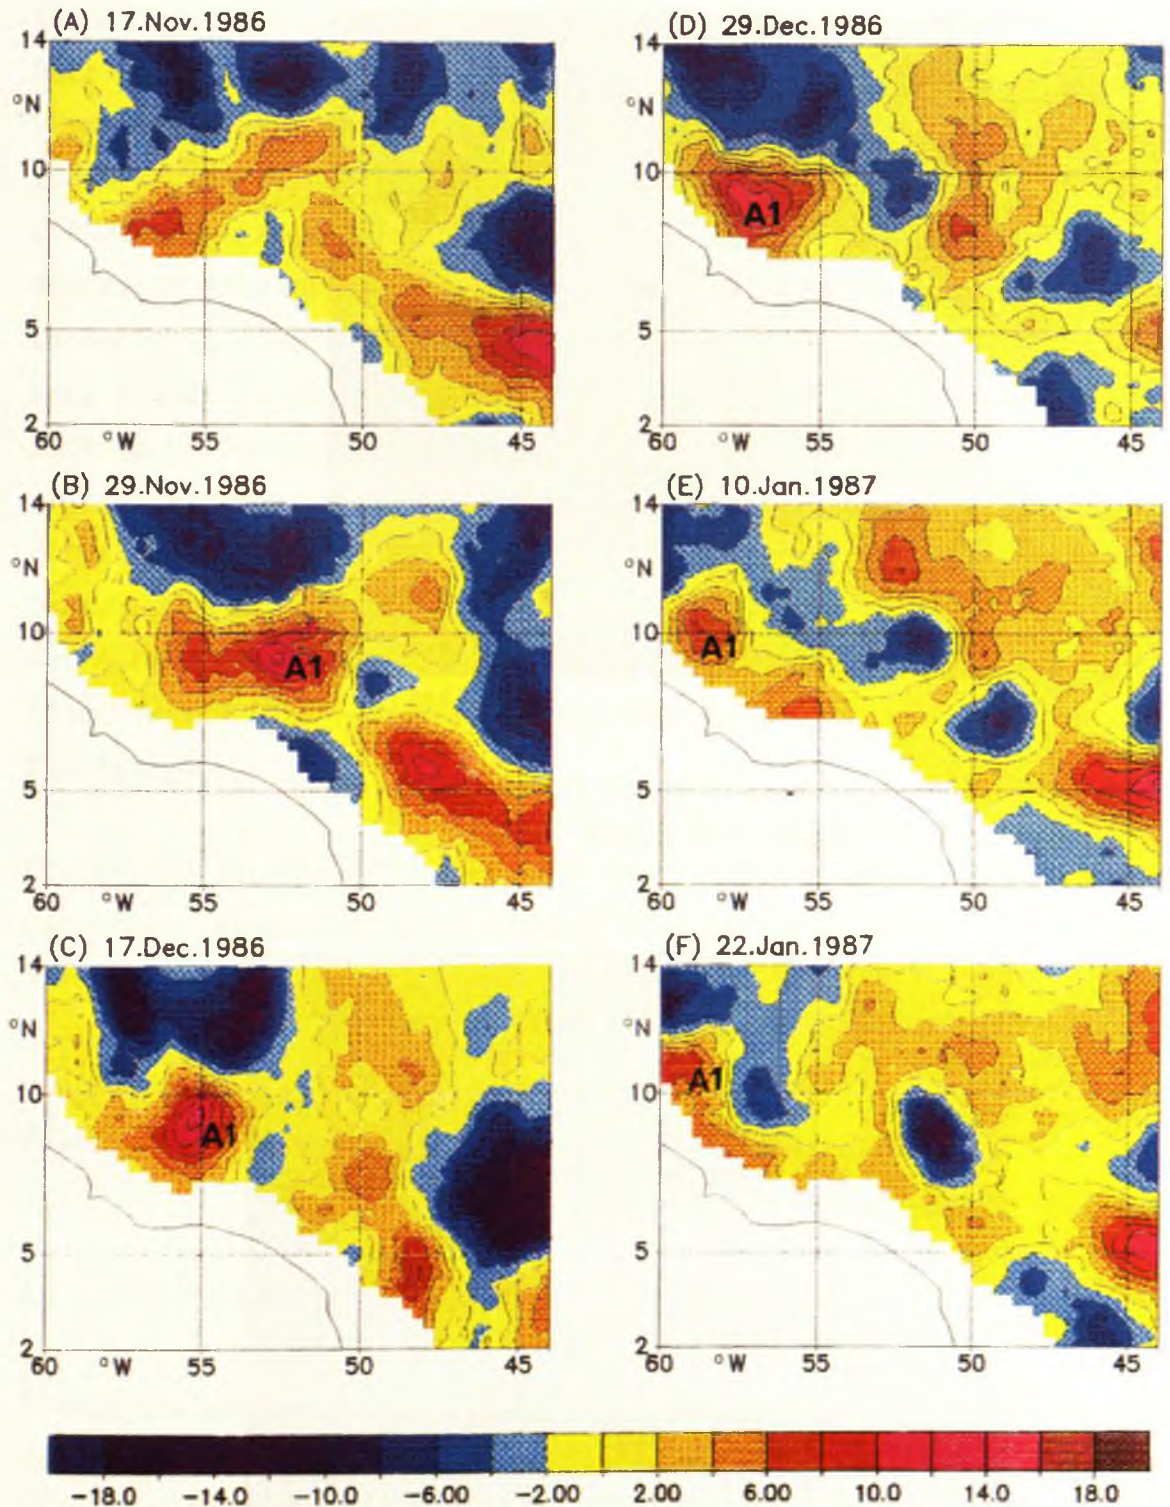 (A) 17.Nov.1986
14
°N
10
5
2
60 °W 55 50 45
(B) 29.Nov.1986
14
°N
10
A1
5
2
60 °W 55 50 45
(C) 17.Dec.1986
14
°N
10
A1
5
2
60 °W 55 50 45
(D) 29.Dec.1986
14
°N
10
A1
5
2
60 °W 55 50 45
(E) 10.Jan.1987
14
°N
10
A1
5
2
60 °W 55 50 45
(F) 22.Jan.1987
14
°N
10
A1
5
2
60 °W 55 50 45
−18.0 −14.0 −10.0 −6.00 −2.00 2.00 6.00 10.0 14.0 18.0